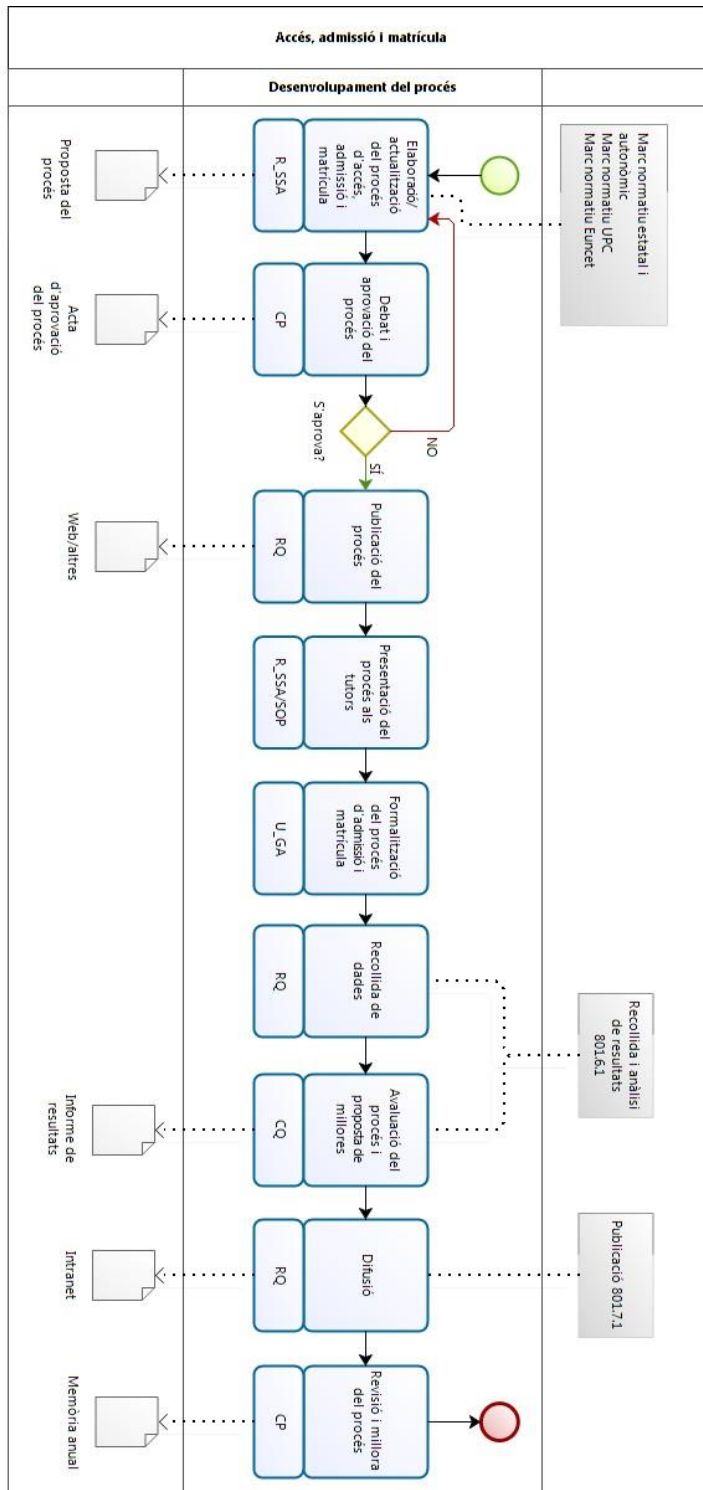 Accés, admissió i matrícula
Desenvolupament del procés
Marc normatiu estatal i
autonòmic
Marc normatiu UPC
Marc normatiu Euncet
Elaboració/
actualització
del procés
d'accés,
admissió i
matrícula
R_SSA
Proposta del
procés
Debat i
aprovació del
procés
CP
Acta
d'aprovació
del procés
S'aprova?
NO
SÍ
Publicació del
procés
RQ
Web/altres
Presentació del
procés als
tutors
R_SSA/SOP
Formalització
del procés
d'admissió i
matrícula
U_GA
Recollida de
dades
RQ
Recollida i anàlisi
de resultats
801.6.1
Avaluació del
procés i
proposta de
millores
CQ
Informe de
resultats
Publicació 801.7.1
Difusió
RQ
Intranet
Revisió i millora
del procés
CP
Memòria anual